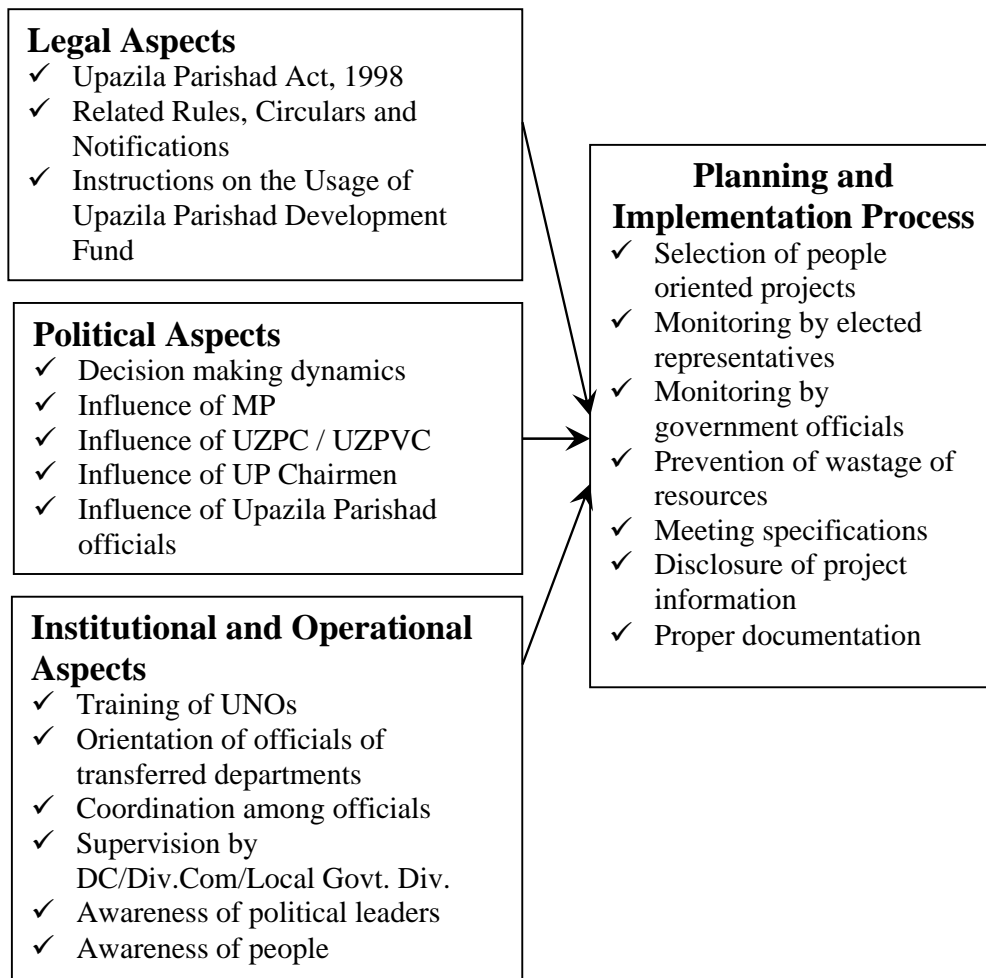 Legal Aspects
✓ Upazila Parishad Act, 1998
✓ Related Rules, Circulars and
Notifications
✓ Instructions on the Usage of
Upazila Parishad Development
Fund
Political Aspects
✓ Decision making dynamics
✓ Influence of MP
✓ Influence of UZPC / UZPVC
✓ Influence of UP Chairmen
✓ Influence of Upazila Parishad
officials
Institutional and Operational
Aspects
✓ Training of UNOs
✓ Orientation of officials of
transferred departments
✓ Coordination among officials
✓ Supervision by
DC/Div.Com/Local Govt. Div.
✓ Awareness of political leaders
✓ Awareness of people
Planning and
Implementation Process
✓ Selection of people
oriented projects
✓ Monitoring by elected
representatives
✓ Monitoring by
government officials
✓ Prevention of wastage of
resources
✓ Meeting specifications
✓ Disclosure of project
information
✓ Proper documentation